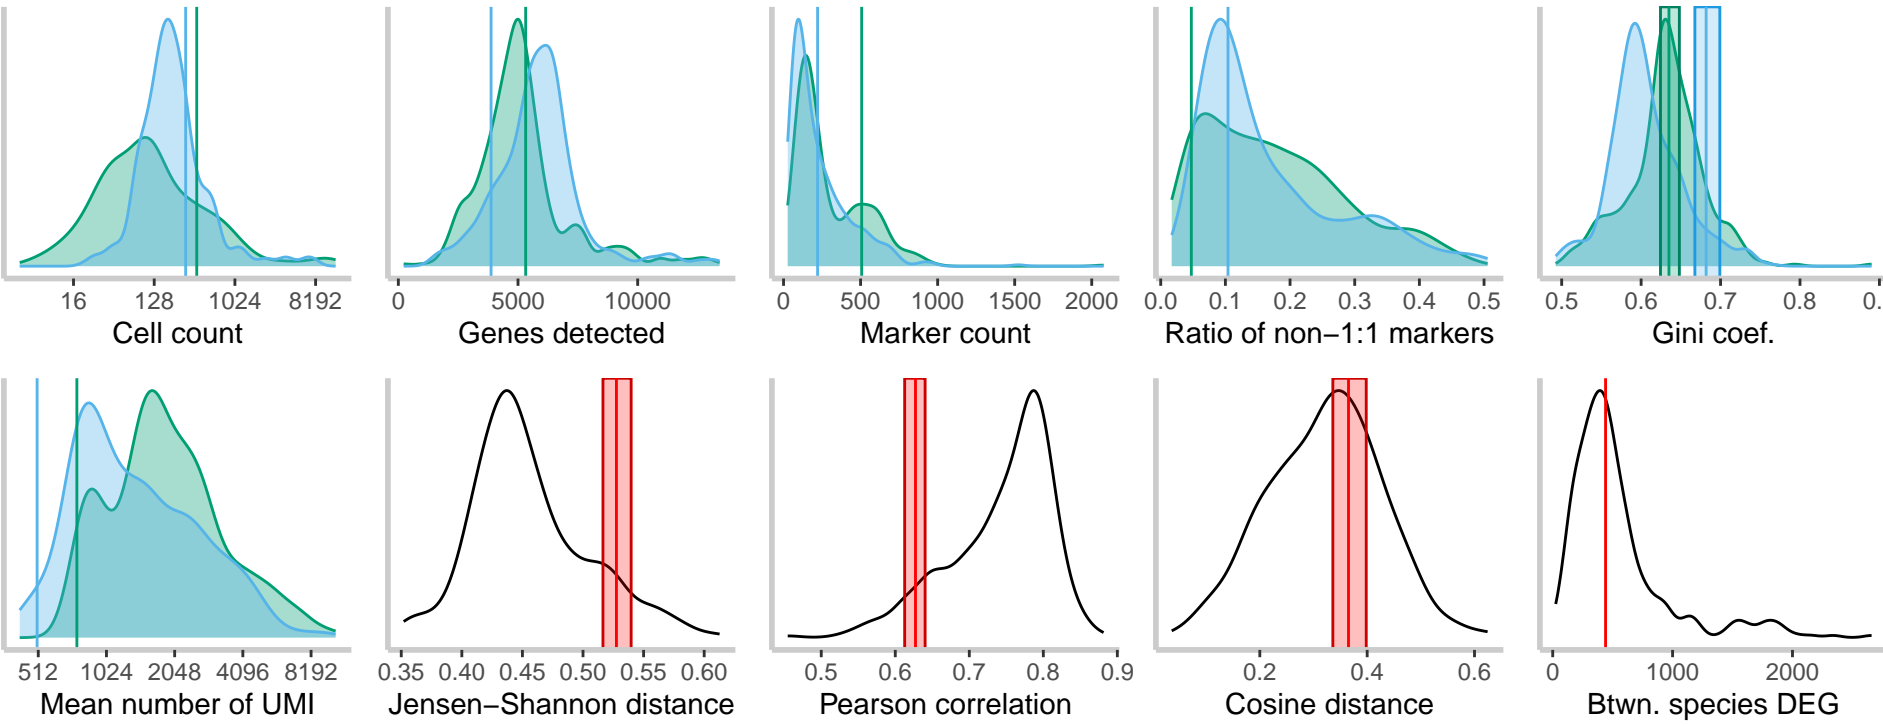 16 128 1024 8192
Cell count
0 5000 10000
Genes detected
0 500 1000 1500 2000
Marker count
0.0 0.1 0.2 0.3 0.4 0.5
Ratio of non−1:1 markers
0.5 0.6 0.7 0.8 0.
Gini coef.
512 1024 2048 4096 8192
Mean number of UMI
0.35 0.40 0.45 0.50 0.55 0.60
Jensen−Shannon distance
0.5 0.6 0.7 0.8 0.9
Pearson correlation
0.2 0.4 0.6
Cosine distance
0 1000 2000
Btwn. species DEG